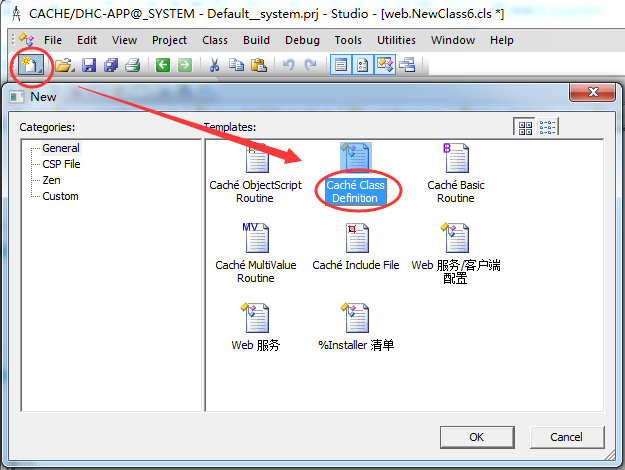 CACHE/DHC-APP@_SYSTEM - Default__system.prj - Studio - [web.NewClass6.cls *]
File Edit View Project Class Build Debug Tools Utilities Window Help
New
Categories:
Templates:
General
CSP File
Zen
Custom
Caché ObjectScript
Routine
Caché Class
Definition
Caché Basic
Routine
Caché MultiValue
Routine
Caché Include File
Web 服务/客户端
配置
Web 服务
%Installer 清单
OK
Cancel